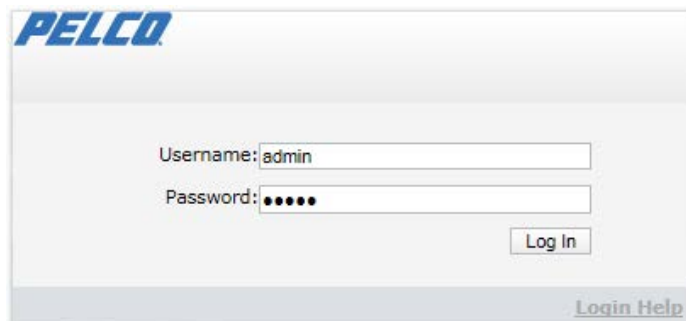 PELCO
Username: admin
Password: •••••
Log In
Login Help